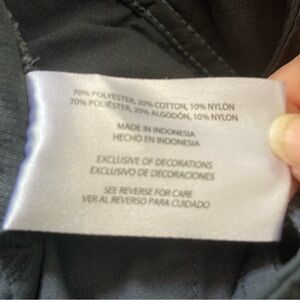 70% POLYESTER, 20% COTTON, 10% NYLON
70% POLIÉSTER, 20% ALGODÓN, 10% NYLON
MADE IN INDONESIA
HECHO EN INDONESIA
EXCLUSIVE OF DECORATIONS
EXCLUSIVO DE DECORACIONES
SEE REVERSE FOR CARE
VER AL REVERSO PARA CUIDADO